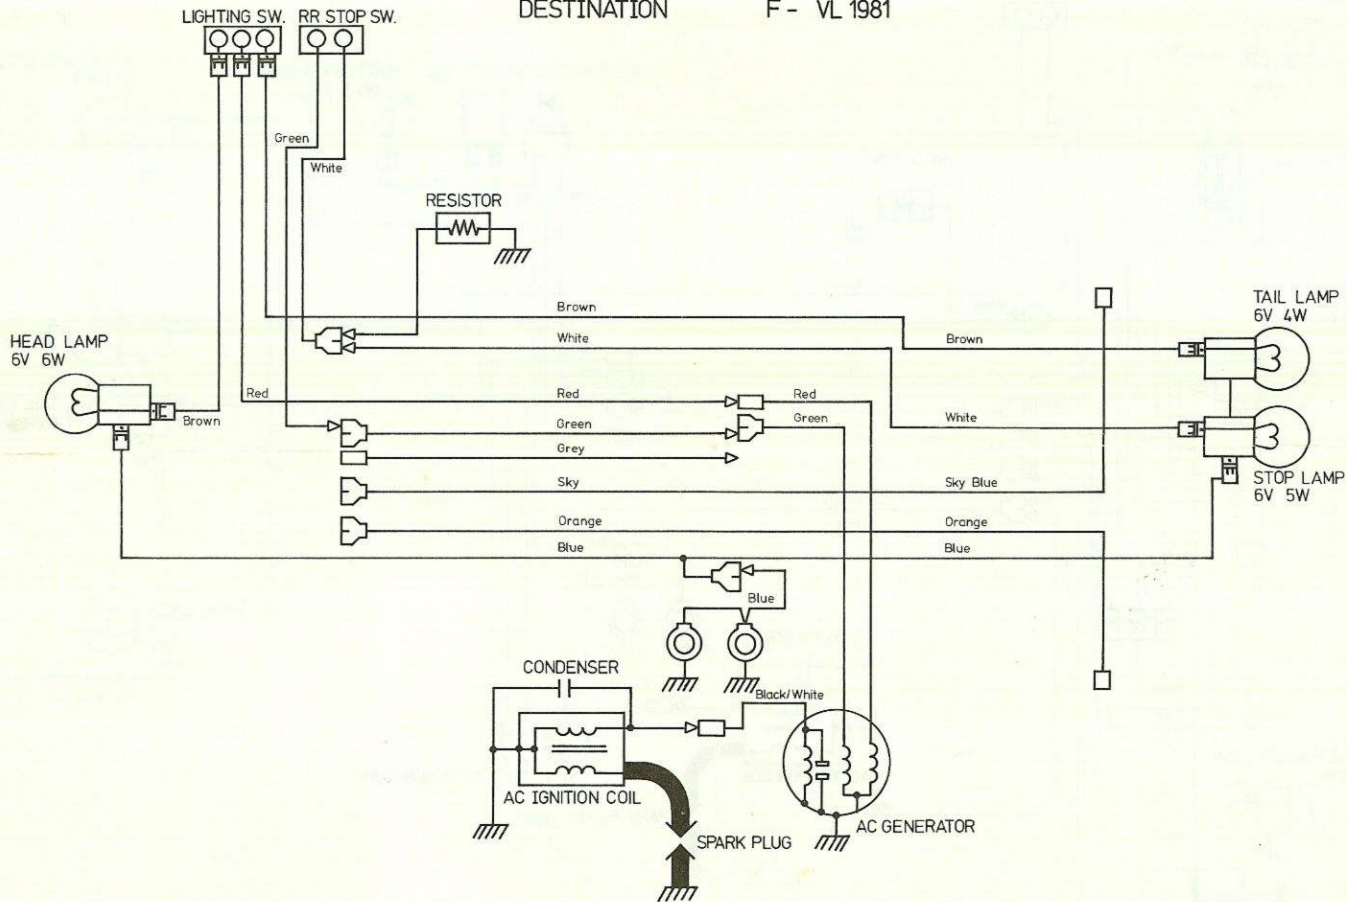 DESTINATION F - VL 1981
LIGHTING SW. RR STOP SW.
Green
White
RESISTOR
Brown
TAIL LAMP
6V 4W
White
Brown
HEAD LAMP
6V 6W
Red
Red
Red
Brown
Green
Green
White
Grey
STOP LAMP
6V 5W
Sky
Sky Blue
Orange
Orange
Blue
Blue
Blue
CONDENSER
Black/White
AC IGNITION COIL
AC GENERATOR
SPARK PLUG